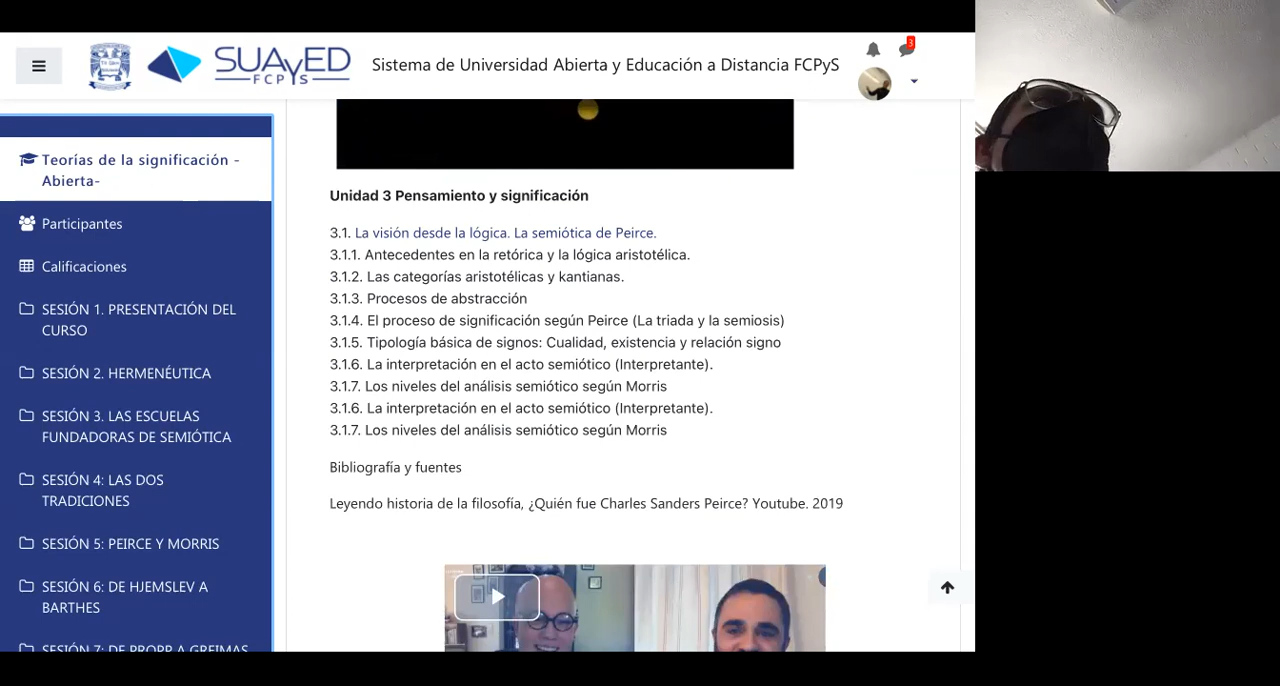 SUAyED
FCPyS
Sistema de Universidad Abierta y Educación a Distancia FCPyS
3
Teorías de la significación -
Abierta-
Participantes
Calificaciones
SESIÓN 1. PRESENTACIÓN DEL
CURSO
SESIÓN 2. HERMENÉUTICA
SESIÓN 3. LAS ESCUELAS
FUNDADORAS DE SEMIÓTICA
SESIÓN 4: LAS DOS
TRADICIONES
SESIÓN 5: PEIRCE Y MORRIS
SESIÓN 6: DE HJEMSLEV A
BARTHES
SESIÓN 7: DE PROPP A GREIMAS
Unidad 3 Pensamiento y significación
3.1. La visión desde la lógica. La semiótica de Peirce.
3.1.1. Antecedentes en la retórica y la lógica aristotélica.
3.1.2. Las categorías aristotélicas y kantianas.
3.1.3. Procesos de abstracción
3.1.4. El proceso de significación según Peirce (La triada y la semiosis)
3.1.5. Tipología básica de signos: Cualidad, existencia y relación signo
3.1.6. La interpretación en el acto semiótico (Interpretante).
3.1.7. Los niveles del análisis semiótico según Morris
3.1.6. La interpretación en el acto semiótico (Interpretante).
3.1.7. Los niveles del análisis semiótico según Morris
Bibliografía y fuentes
Leyendo historia de la filosofía, ¿Quién fue Charles Sanders Peirce? Youtube. 2019